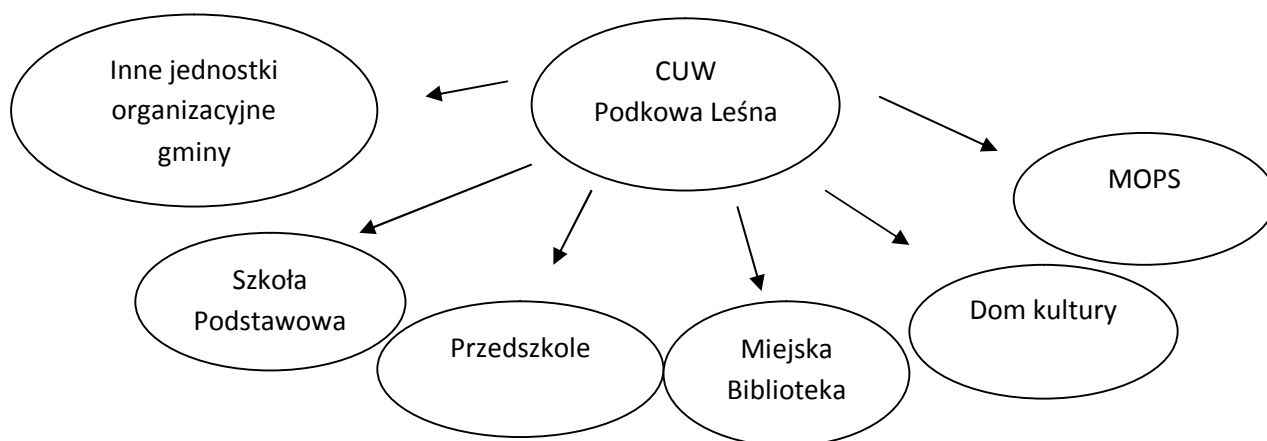 Inne jednostki
organizacyjne
gminy
CUW
Podkowa Leśna
MOPS
Szkoła
Podstawowa
Przedszkole
Miejska
Biblioteka
Dom kultury